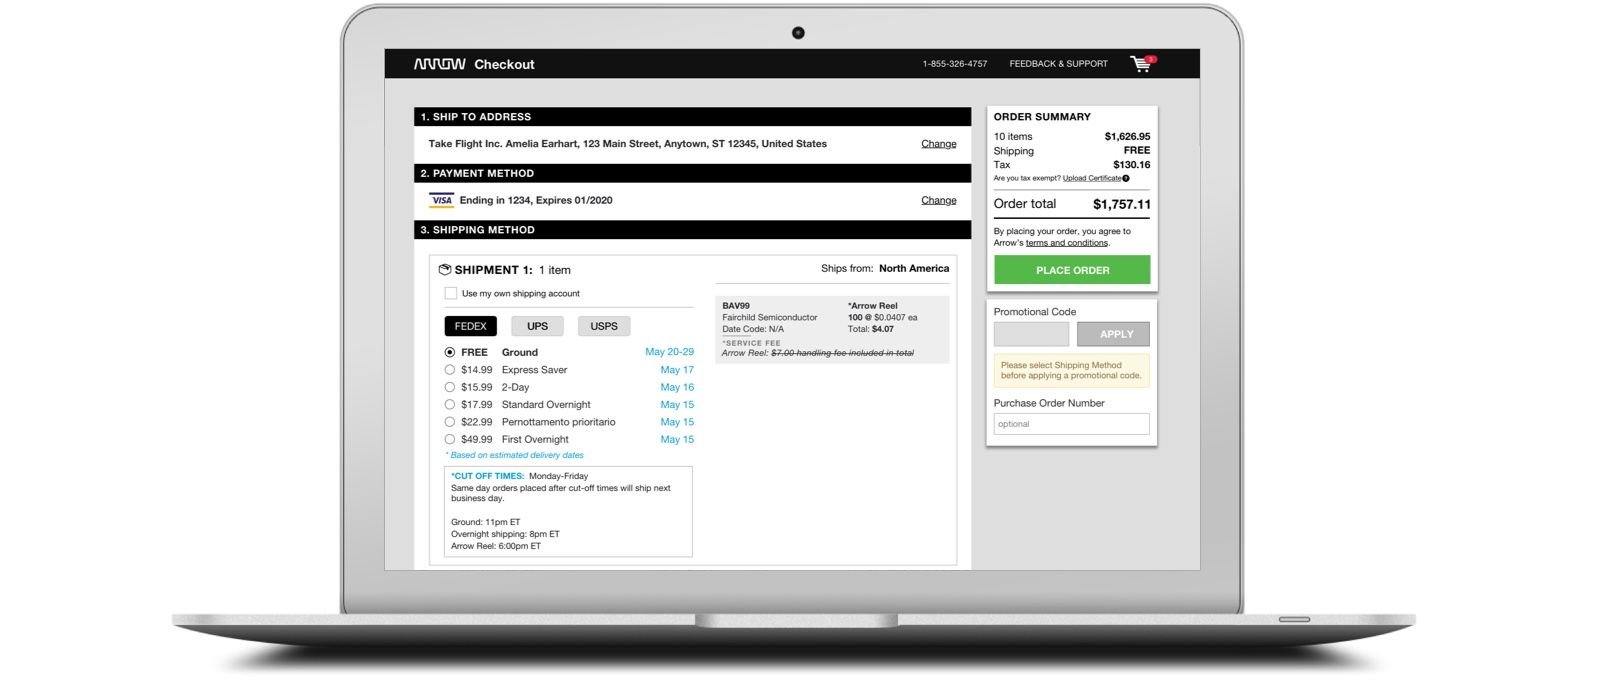 ARROW Checkout
1-855-326-4757
FEEDBACK & SUPPORT
3
1. SHIP TO ADDRESS
Take Flight Inc. Amelia Earhart, 123 Main Street, Anytown, ST 12345, United States
Change
2. PAYMENT METHOD
VISA Ending in 1234, Expires 01/2020
Change
3. SHIPPING METHOD
SHIPMENT 1: 1 item
Use my own shipping account
FEDEX UPS USPS
FREE Ground May 20-29
$14.99 Express Saver May 17
$15.99 2-Day May 16
$17.99 Standard Overnight May 15
$22.99 Pernottamento prioritario May 15
$49.99 First Overnight May 15
* Based on estimated delivery dates
*CUT OFF TIMES: Monday-Friday
Same day orders placed after cut-off times will ship next
business day.
Ground: 11pm ET
Overnight shipping: 8pm ET
Arrow Reel: 6:00pm ET
Ships from: North America
BAV99 *Arrow Reel
Fairchild Semiconductor 100 @ $0.0407 ea
Date Code: N/A Total: $4.07
*SERVICE FEE
Arrow Reel: $7.00 handling fee included in total
ORDER SUMMARY
10 items $1,626.95
Shipping FREE
Tax $130.16
Are you tax exempt? Upload Certificate ?
Order total $1,757.11
By placing your order, you agree to
Arrow's terms and conditions.
PLACE ORDER
Promotional Code
APPLY
Please select Shipping Method
before applying a promotional code.
Purchase Order Number
optional